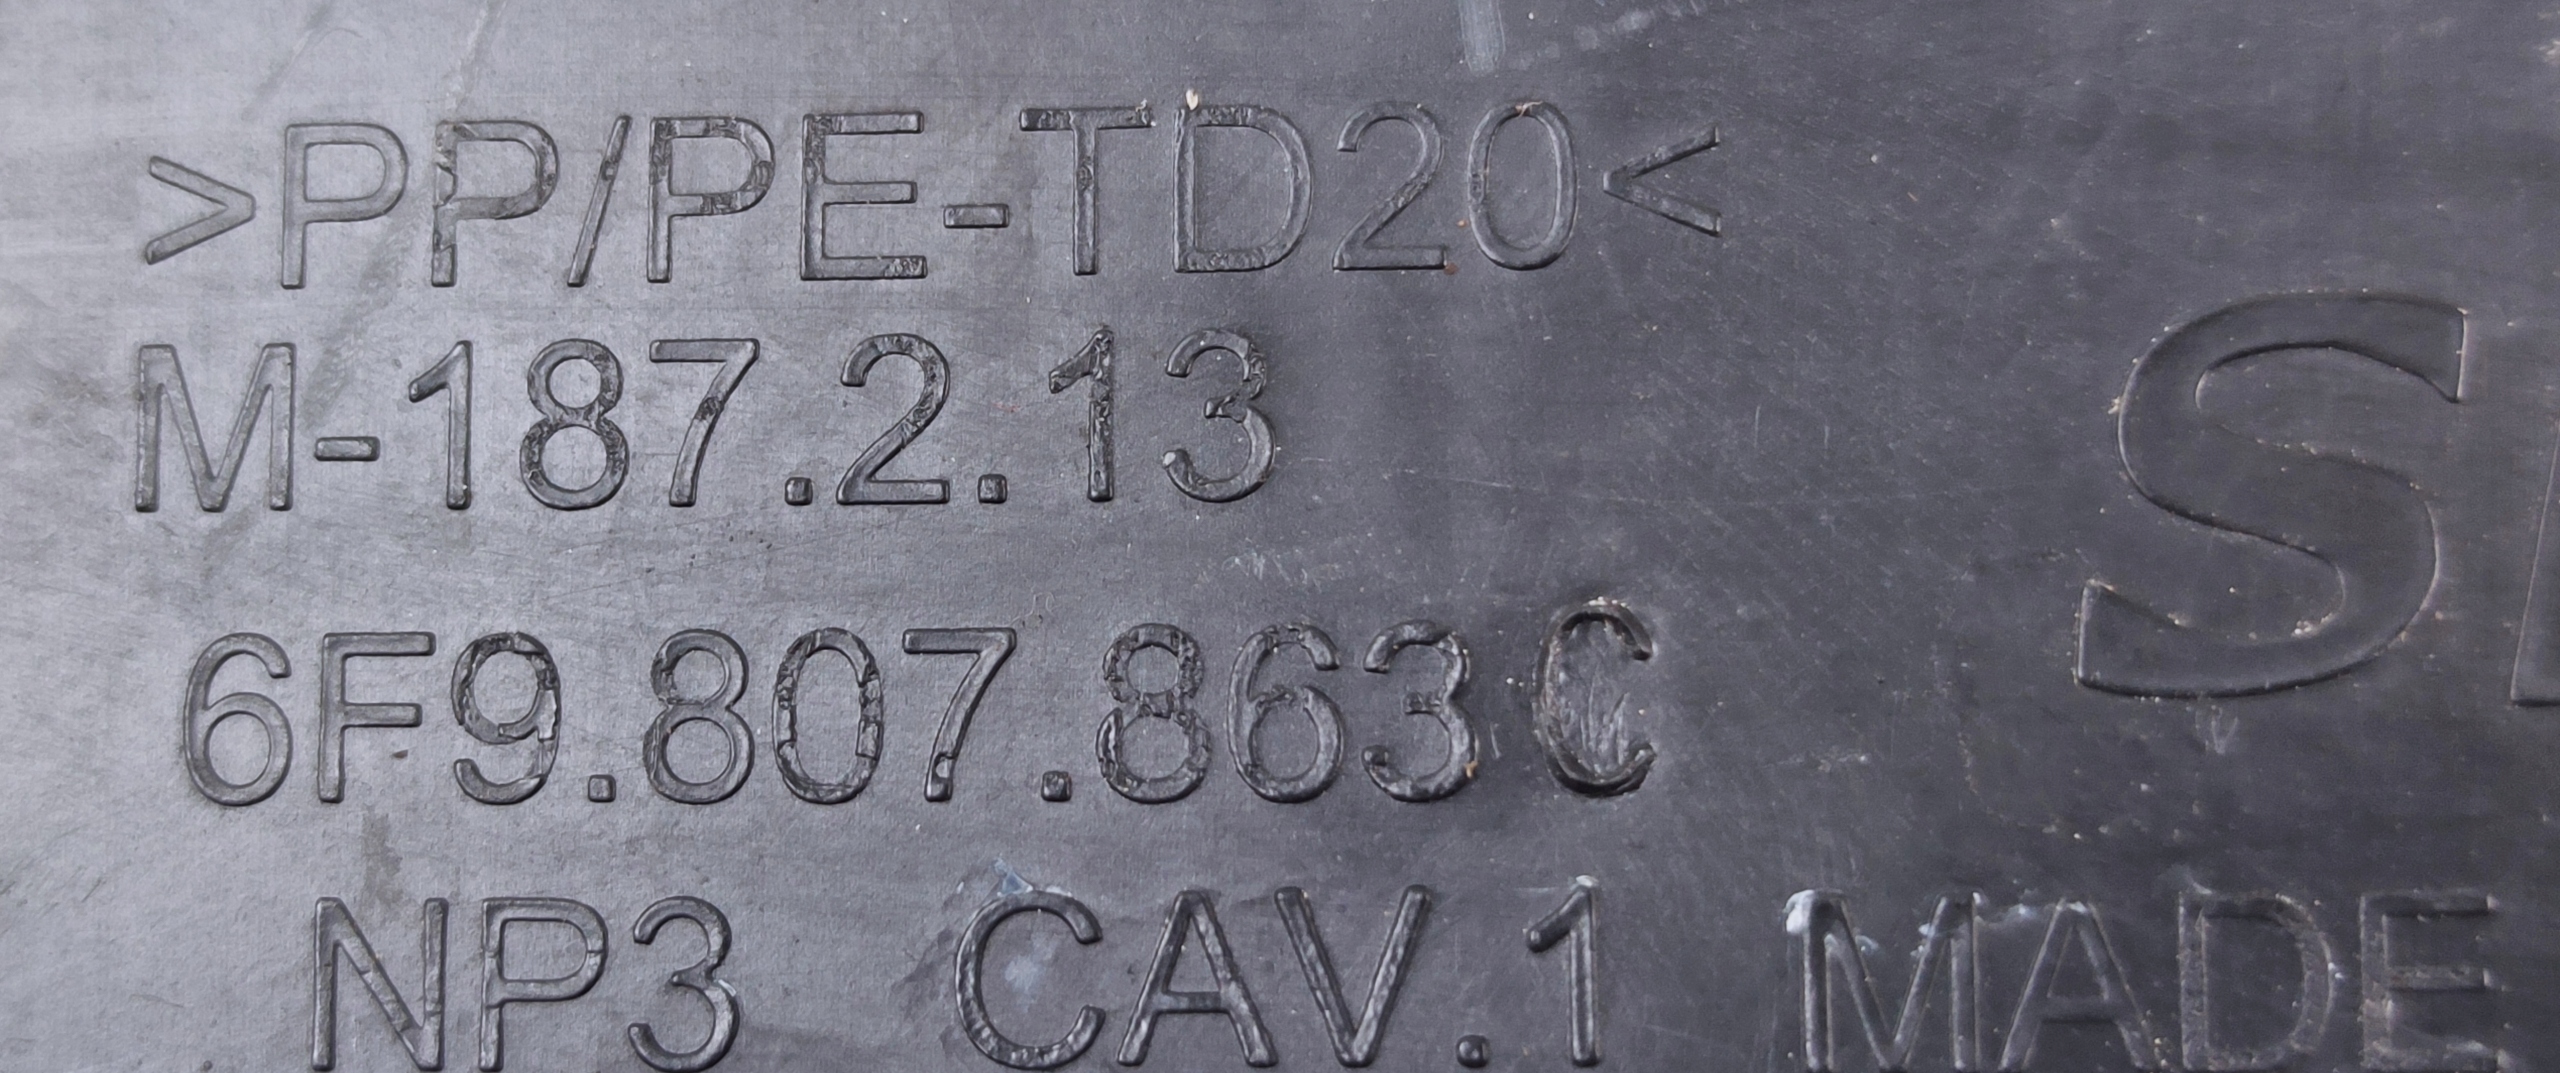 >PP/PE-TD20<
M-187.2.13
6F9.807.863C
NP3 CAV.1 MADE